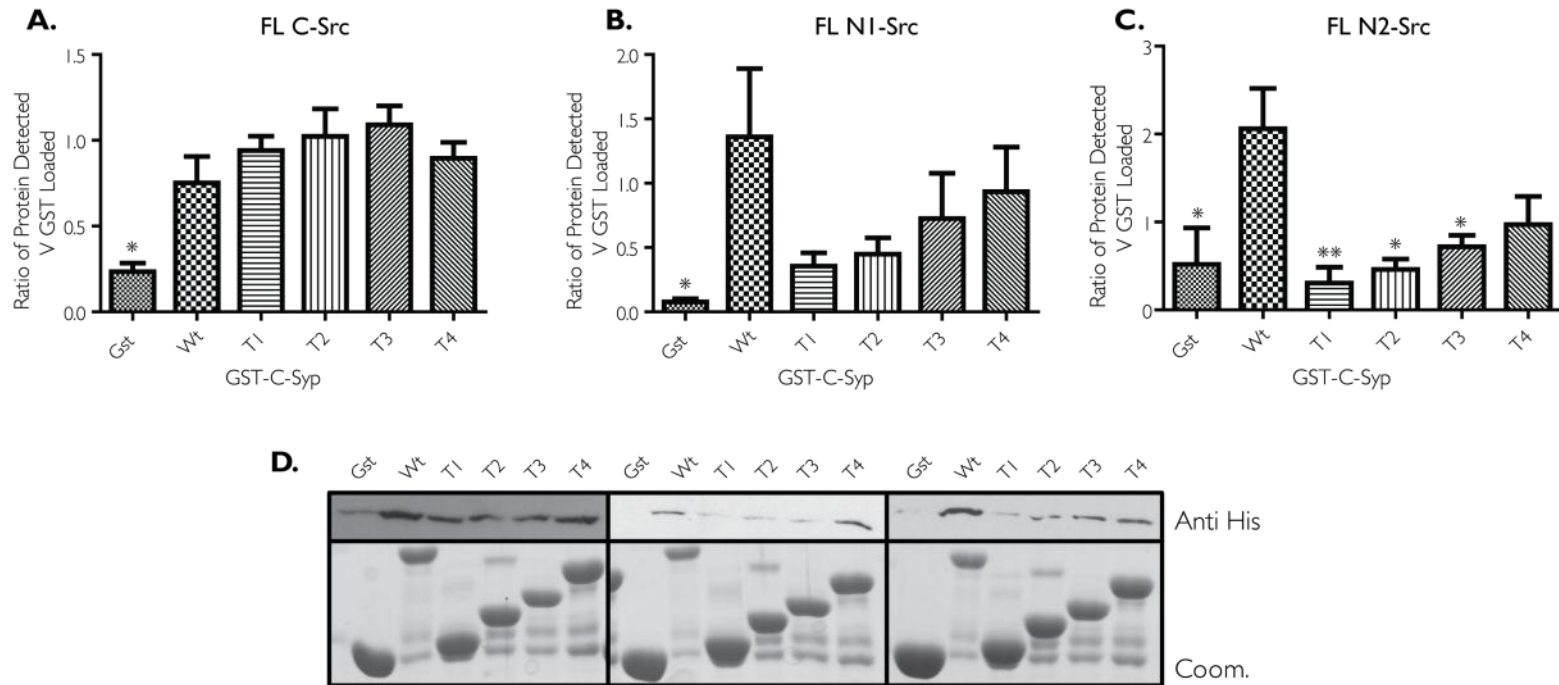 A.
FL C-Src
Ratio of Protein Detected
V GST Loaded
1.5
1.0
0.5
0.0
*
Gst
Wt
T1
T2
T3
T4
GST-C-Syp
B.
FL N1-Src
Ratio of Protein Detected
V GST Loaded
2.0
1.5
1.0
0.5
0.0
*
Gst
Wt
T1
T2
T3
T4
GST-C-Syp
C.
FL N2-Src
Ratio of Protein Detected
V GST Loaded
3
2
1
0
*
**
*
*
Gst
Wt
T1
T2
T3
T4
GST-C-Syp
D.
Gst Wt T1 T2 T3 T4 Gst Wt T1 T2 T3 T4 Gst Wt T1 T2 T3 T4
Anti His
Coom.